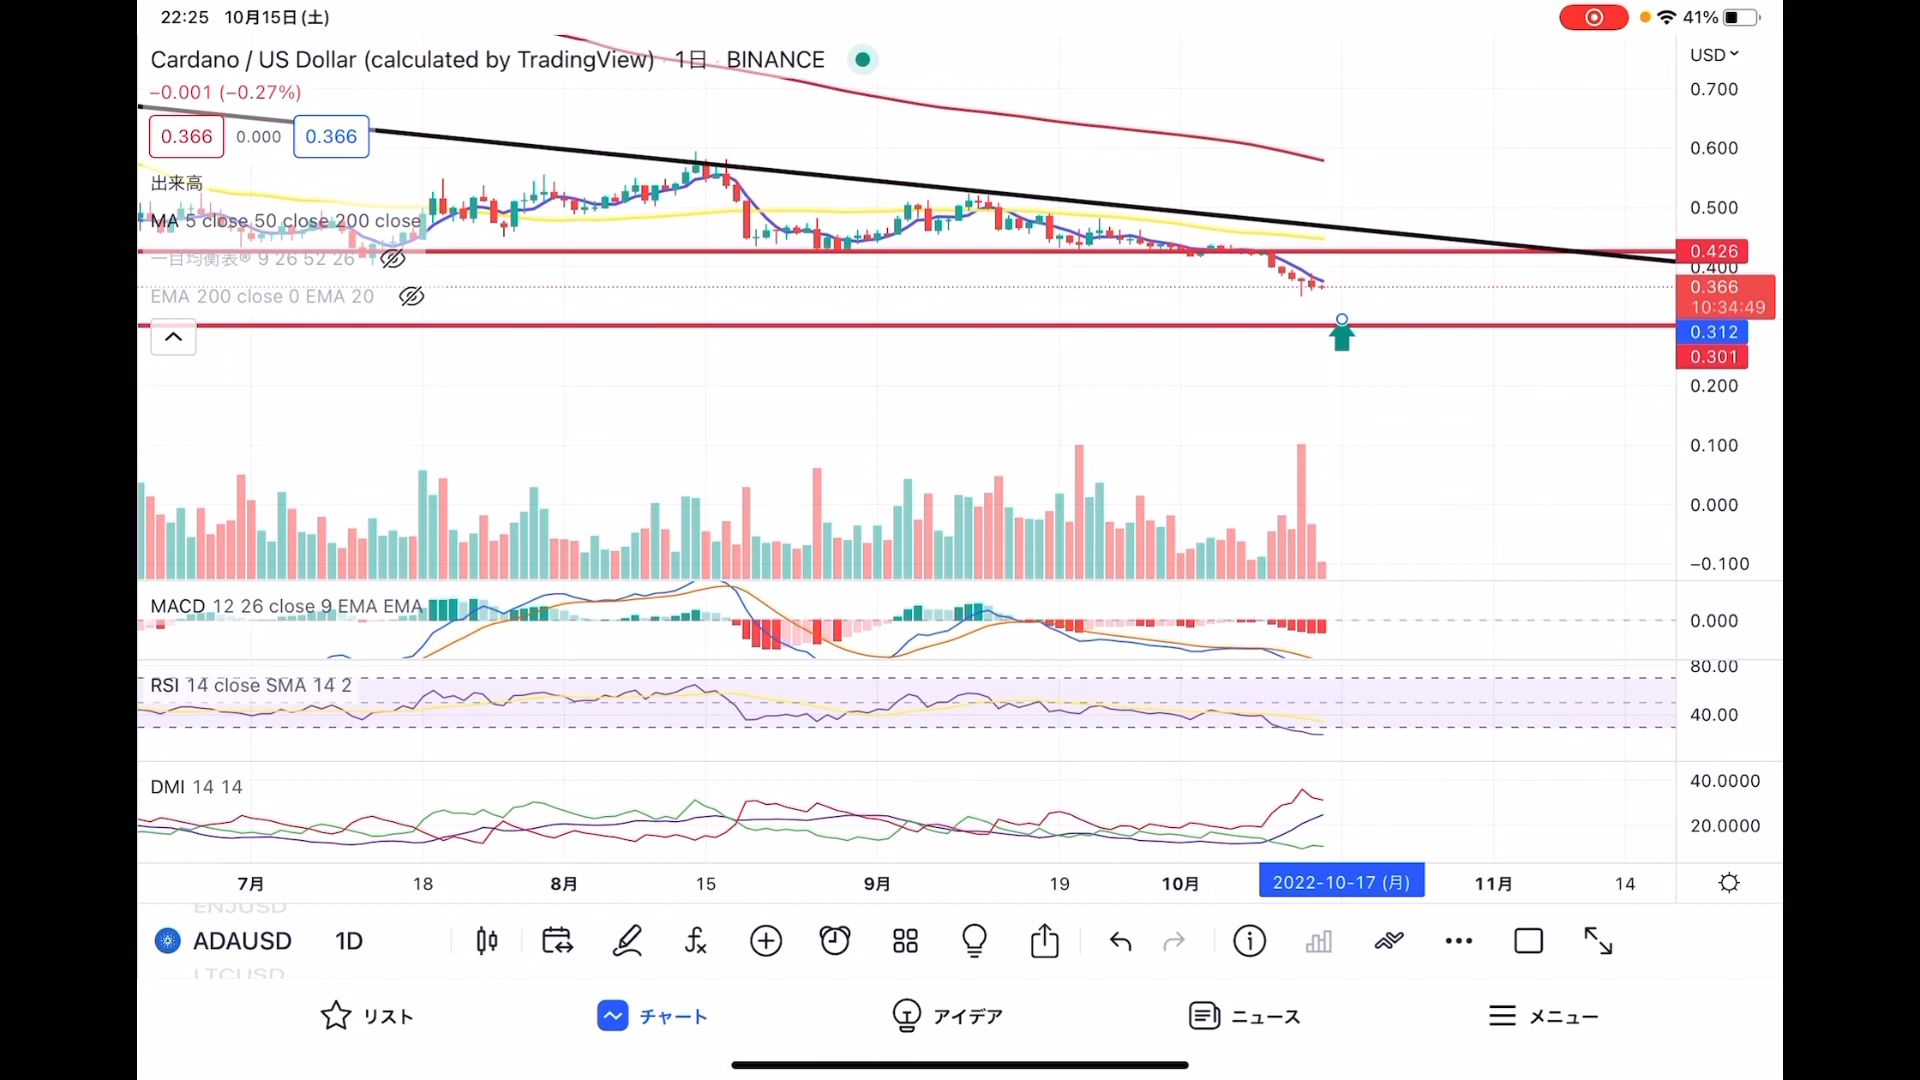 22:25 10月15日(土)
41%
Cardano / US Dollar (calculated by TradingView) · 1日 · BINANCE
USD
−0.001 (−0.27%)
0.366 0.000 0.366
出来高
MA 5 close 50 close 200 close
一目均衡表® 9 26 52 26
EMA 200 close 0 EMA 20
0.700
0.600
0.500
0.426
0.400
0.366
10:34:49
0.312
0.301
0.200
0.100
0.000
−0.100
MACD 12 26 close 9 EMA EMA
0.000
RSI 14 close SMA 14 2
80.00
40.00
DMI 14 14
40.0000
20.0000
7月 18 8月 15 9月 19 10月 2022-10-17 (月) 11月 14
ENJUSD
ADAUSD 1D
LTCUSD
リスト チャート アイデア ニュース メニュー